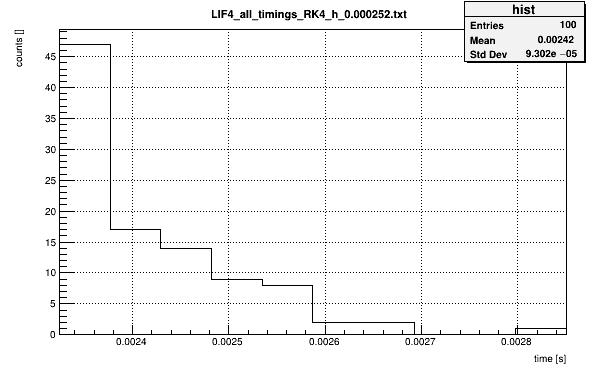 LIF4_all_timings_RK4_h_0.000252.txt
hist
Entries 100
Mean 0.00242
Std Dev 9.302e −05
counts []
45
40
35
30
25
20
15
10
5
0
0.0024 0.0025 0.0026 0.0027 0.0028
time [s]